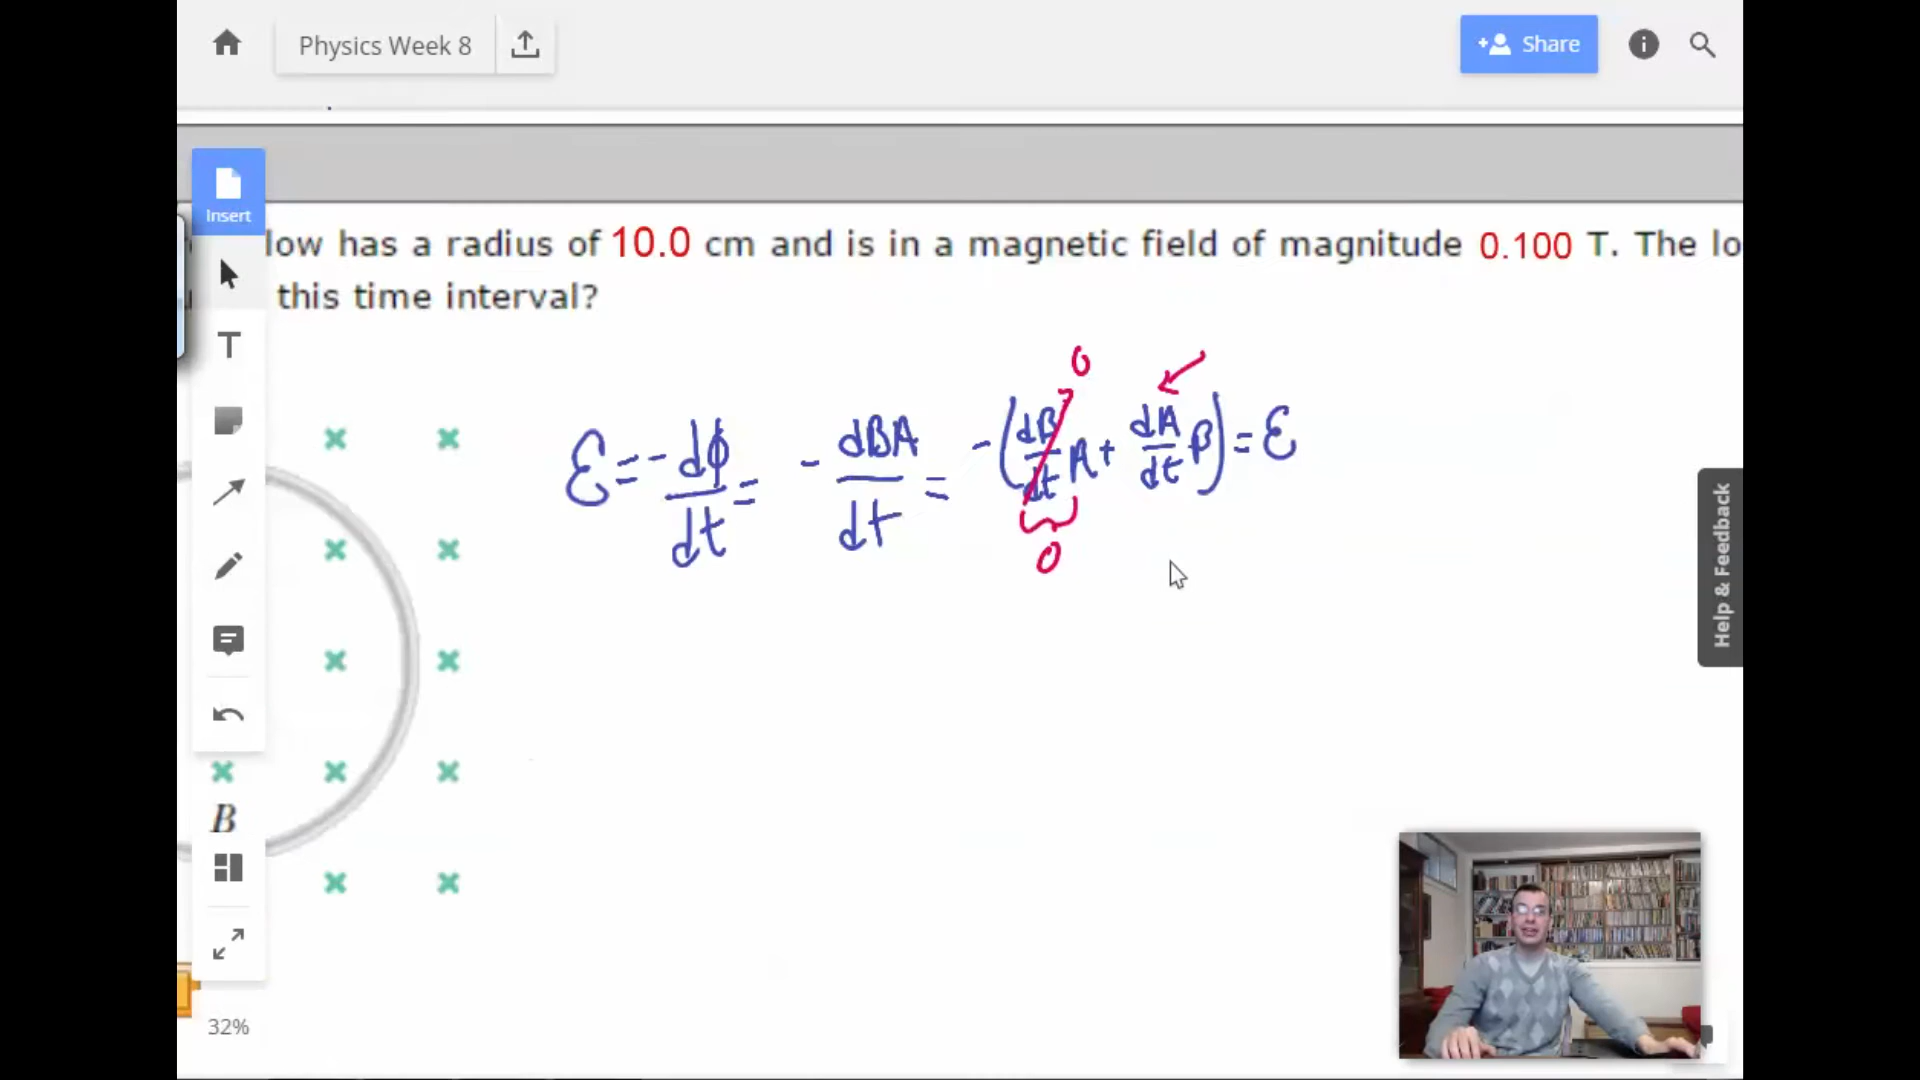 Physics Week 8
Share
Insert
low has a radius of 10.0 cm and is in a magnetic field of magnitude 0.100 T. The lo
this time interval?
T
ε = - dφ/dt = - dBA/dt = -(dB/dt A + dA/dt B) = ε
0
0
B
32%
Help & Feedback